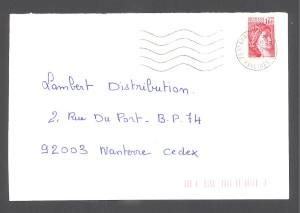 Lambert Distribution.
2, Rue Du Port - B.P. 74
92003 Nanterre Cedex